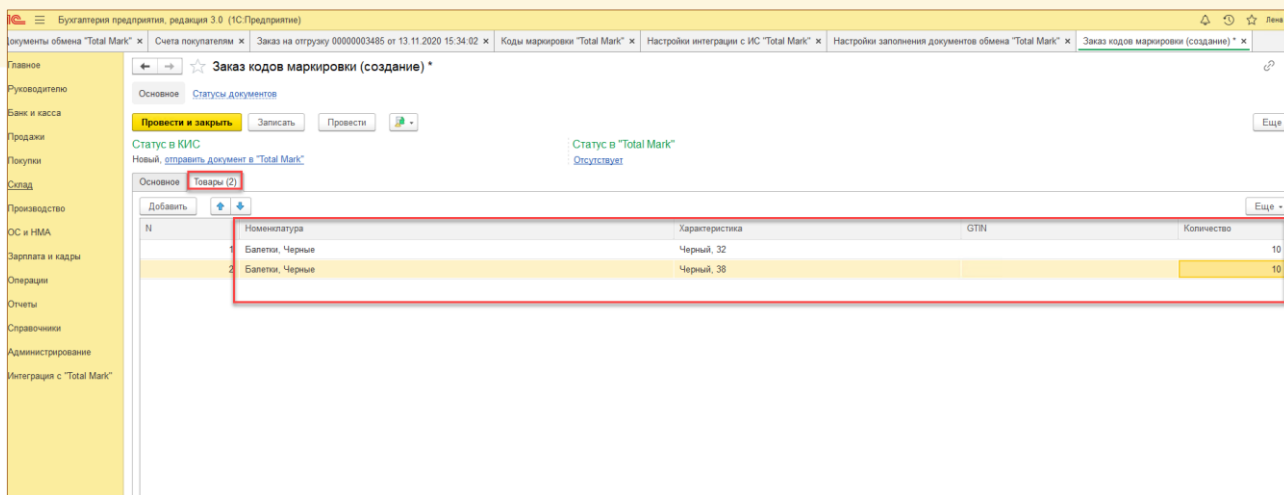 1С Бухгалтерия предприятия, редакция 3.0 (1С:Предприятие) Лена
Документы обмена "Total Mark" × Счета покупателям × Заказ на отгрузку 00000003485 от 13.11.2020 15:34:02 × Коды маркировки "Total Mark" × Настройки интеграции с ИС "Total Mark" × Настройки заполнения документов обмена "Total Mark" × Заказ кодов маркировки (создание) * ×
Главное
Заказ кодов маркировки (создание) *
Руководителю
Основное Статусы документов
Банк и касса
Провести и закрыть Записать Провести Еще
Продажи
Статус в КИС Статус в "Total Mark"
Покупки
Новый, отправить документ в "Total Mark" Отсутствует
Склад
Основное Товары (2)
Производство
Добавить Еще
ОС и НМА
N Номенклатура Характеристика GTIN Количество
1 Балетки, Черные Черный, 32 10
Зарплата и кадры
2 Балетки, Черные Черный, 38 10
Операции
Отчеты
Справочники
Администрирование
Интеграция с "Total Mark"